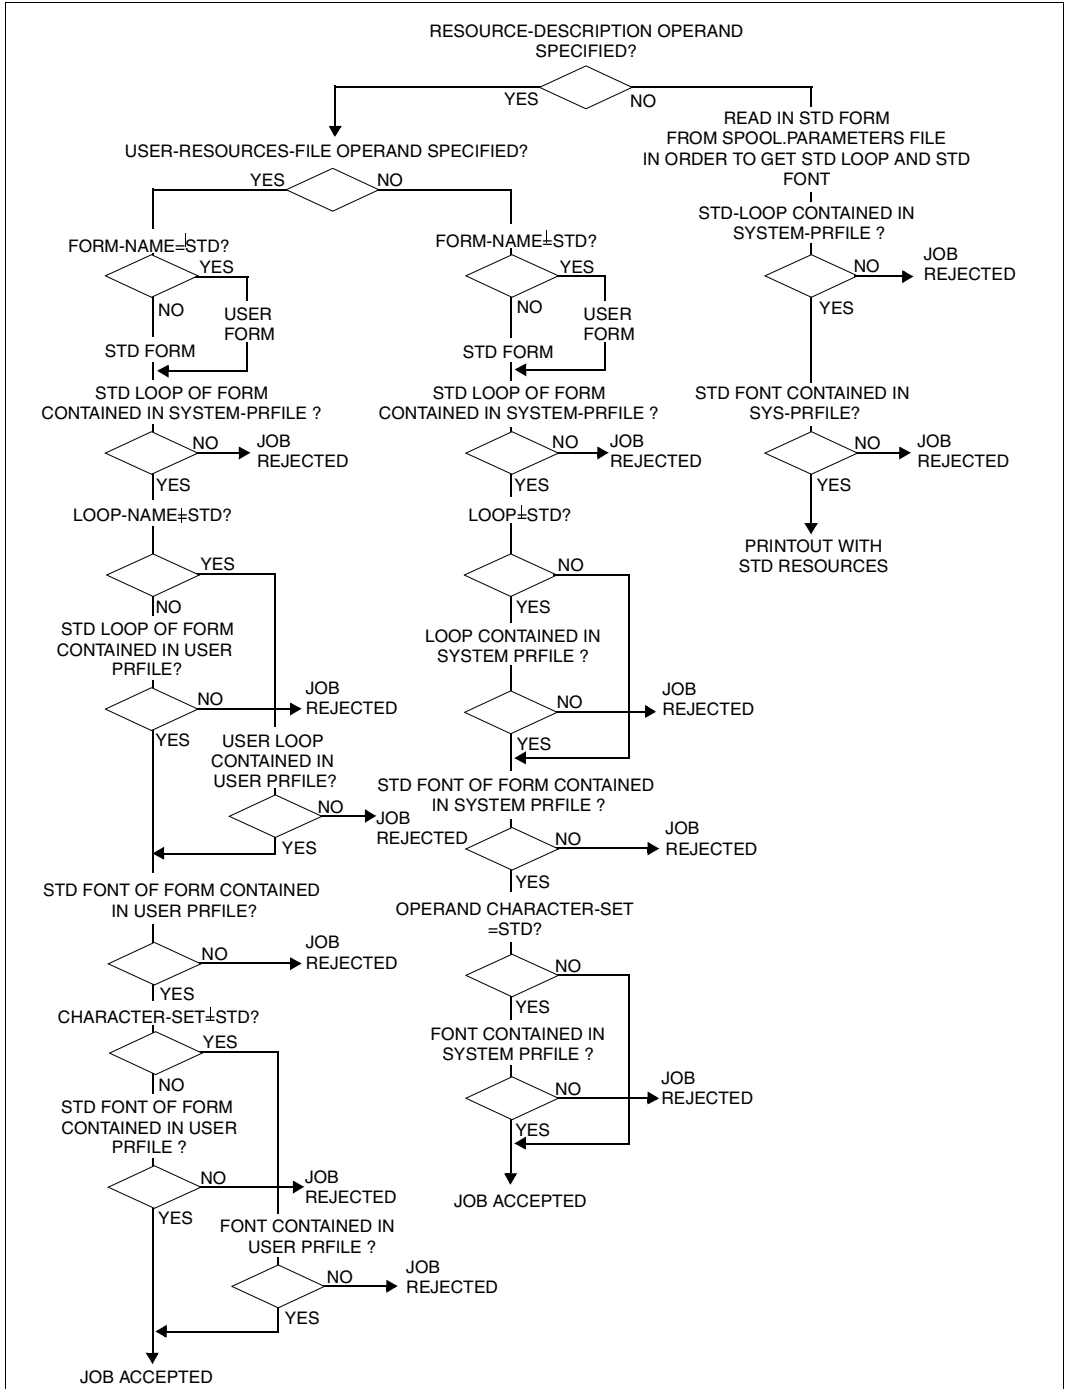 RESOURCE-DESCRIPTION OPERAND
SPECIFIED?
YES
NO
READ IN STD FORM
FROM SPOOL.PARAMETERS FILE
IN ORDER TO GET STD LOOP AND STD
FONT
USER-RESOURCES-FILE OPERAND SPECIFIED?
YES
NO
STD-LOOP CONTAINED IN
SYSTEM-PRFILE ?
NO
JOB
REJECTED
YES
STD FONT CONTAINED IN
SYS-PRFILE?
NO
JOB
REJECTED
YES
PRINTOUT WITH
STD RESOURCES
FORM-NAME≠STD?
YES
NO
USER
FORM
STD FORM
STD LOOP OF FORM
CONTAINED IN SYSTEM-PRFILE ?
NO
JOB
REJECTED
YES
LOOP-NAME≠STD?
YES
NO
STD LOOP OF FORM
CONTAINED IN USER
PRFILE?
NO
JOB
REJECTED
YES
USER LOOP
CONTAINED IN
USER PRFILE?
NO
JOB
REJECTED
YES
STD FONT OF FORM CONTAINED
IN USER PRFILE?
NO
JOB
REJECTED
YES
CHARACTER-SET≠STD?
YES
NO
STD FONT OF FORM
CONTAINED IN USER
PRFILE ?
NO
JOB
REJECTED
YES
FONT CONTAINED IN
USER PRFILE ?
NO
JOB
REJECTED
YES
JOB ACCEPTED
FORM-NAME≠STD?
YES
NO
USER
FORM
STD FORM
STD LOOP OF FORM
CONTAINED IN SYSTEM-PRFILE ?
NO
JOB
REJECTED
YES
LOOP≠STD?
NO
YES
LOOP CONTAINED IN
SYSTEM PRFILE ?
NO
JOB
REJECTED
YES
STD FONT OF FORM CONTAINED
IN SYSTEM PRFILE ?
NO
JOB
REJECTED
YES
OPERAND CHARACTER-SET
=STD?
NO
YES
FONT CONTAINED IN
SYSTEM PRFILE ?
NO
JOB
REJECTED
YES
JOB ACCEPTED